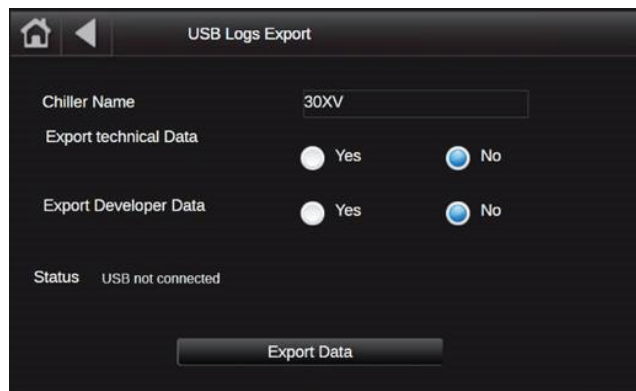 USB Logs Export
Chiller Name 30XV
Export technical Data Yes No
Export Developer Data Yes No
Status USB not connected
Export Data